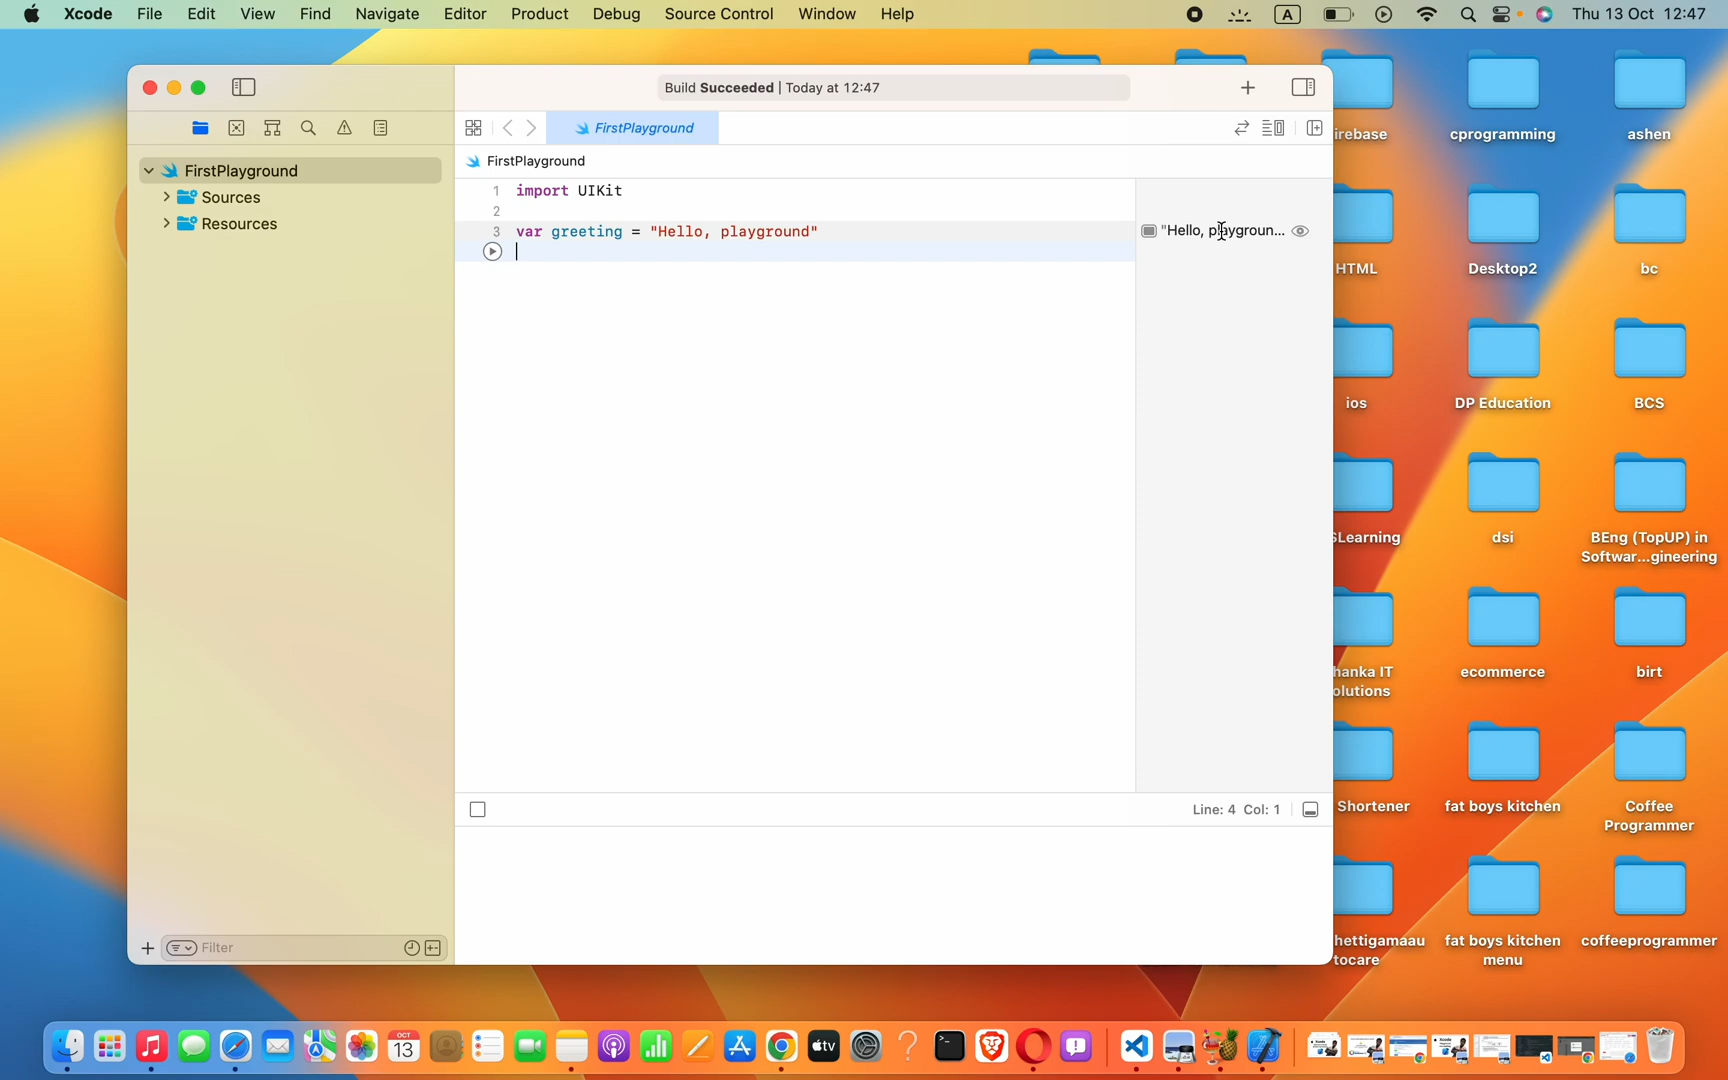 Xcode File Edit View Find Navigate Editor Product Debug Source Control Window Help A Thu 13 Oct 12:47
Build Succeeded | Today at 12:47
FirstPlayground
FirstPlayground
FirstPlayground
Sources
Resources
1 import UIKit
2
3 var greeting = "Hello, playground"
"Hello, playgroun...
Line: 4 Col: 1
Filter
irebase
cprogramming
ashen
HTML
Desktop2
bc
ios
DP Education
BCS
SLearning
dsi
BEng (TopUP) in
Softwar...gineering
hanka IT
olutions
ecommerce
birt
Shortener
fat boys kitchen
Coffee
Programmer
hettigamaau
tocare
fat boys kitchen
menu
coffeeprogrammer
OCT
13
tv